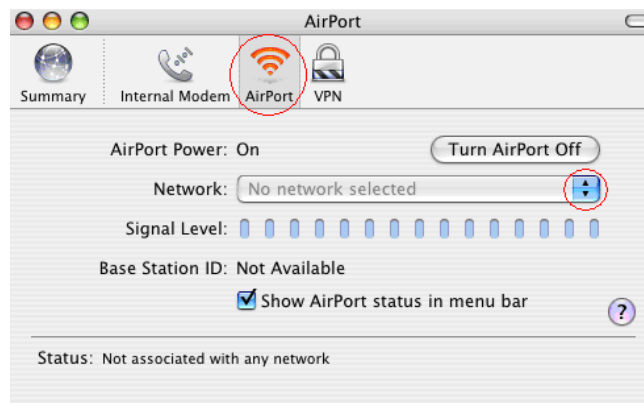 AirPort
Summary Internal Modem AirPort VPN
AirPort Power: On Turn AirPort Off
Network: No network selected
Signal Level:
Base Station ID: Not Available
Show AirPort status in menu bar
?
Status: Not associated with any network